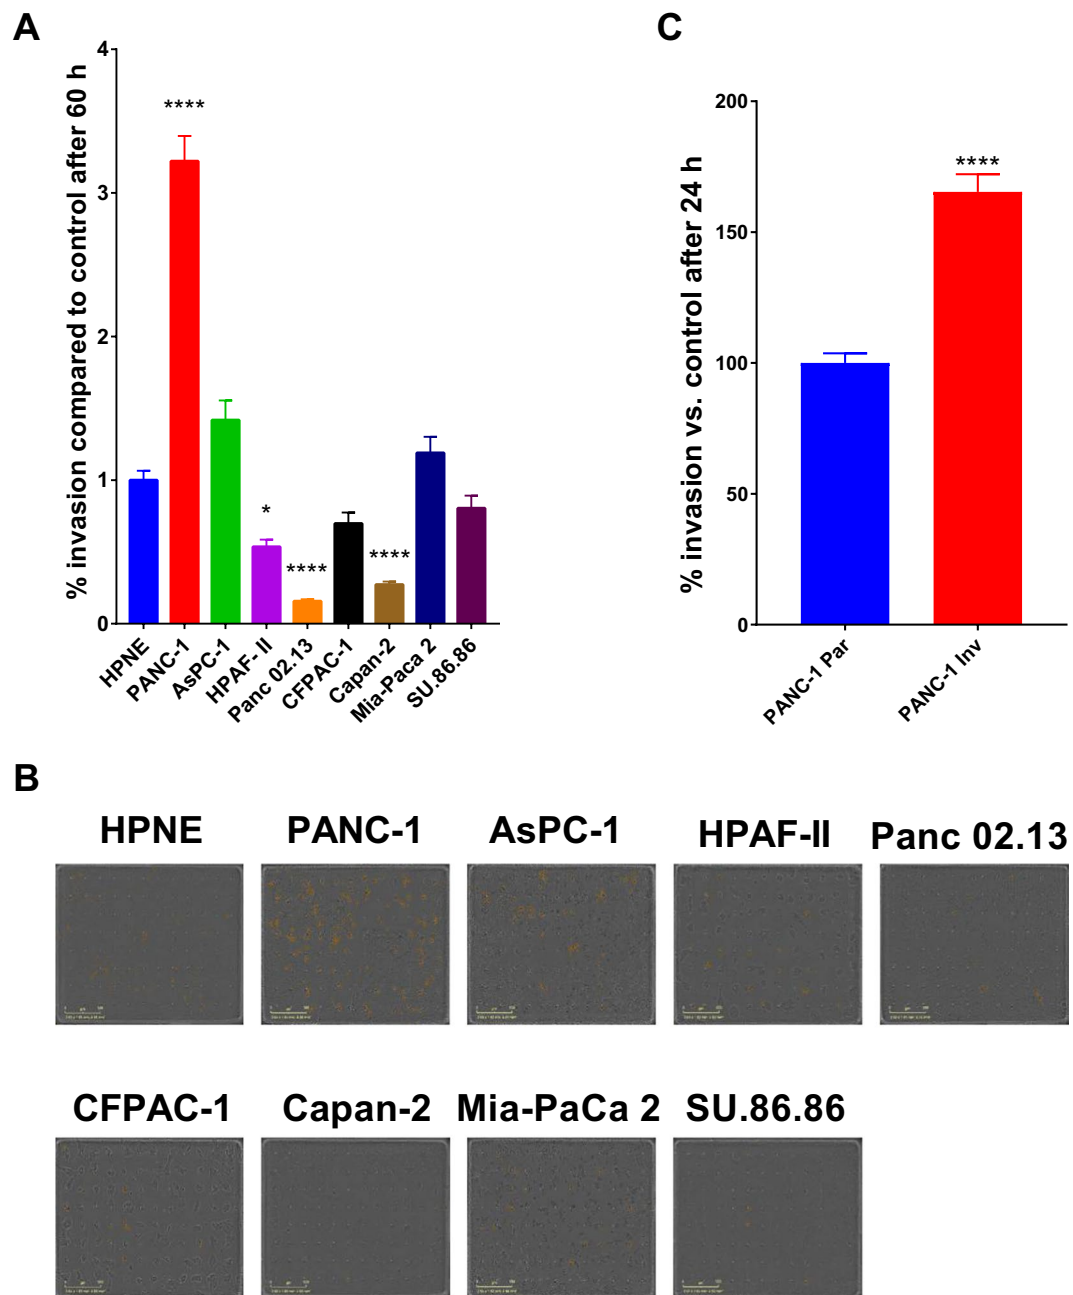 A
% invasion compared to control after 60 h
4
3
2
1
0
****
*
****
****
HPNE
PANC-1
AsPC-1
HPAF- II
Panc 02.13
CFPAC-1
Capan-2
Mia-Paca 2
SU.86.86
C
% invasion vs. control after 24 h
200
150
100
50
0
****
PANC-1 Par
PANC-1 Inv
B
HPNE
PANC-1
AsPC-1
HPAF-II
Panc 02.13
CFPAC-1
Capan-2
Mia-PaCa 2
SU.86.86